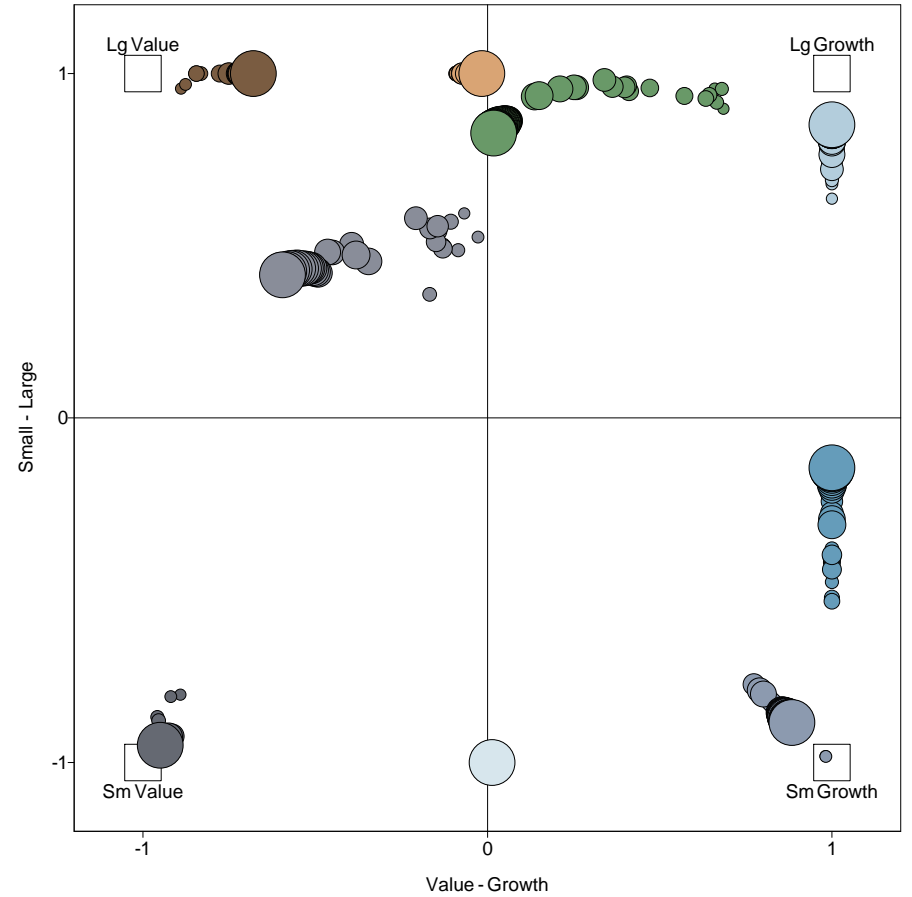 Lg Value
Lg Growth
1
Small - Large
0
-1
Sm Value
Sm Growth
-1
0
1
Value - Growth